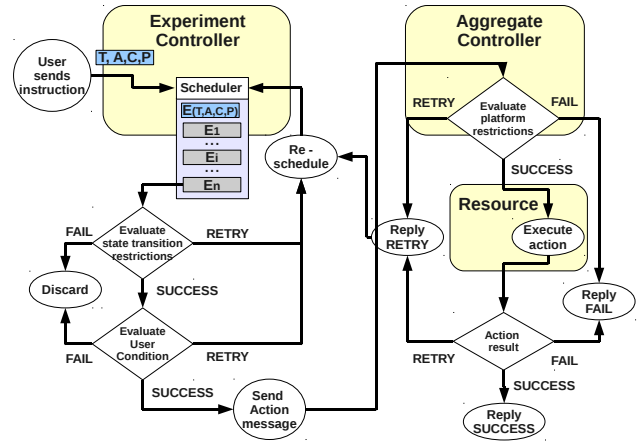 Experiment
Controller
Aggregate
Controller
User
sends
instruction
T, A,C,P
Scheduler
E(T,A,C,P)
E1
...
Ei
...
En
Re -
schedule
RETRY
Evaluate
platform
restrictions
FAIL
SUCCESS
Resource
Execute
action
Reply
RETRY
Evaluate
state transition
restrictions
FAIL
RETRY
Discard
SUCCESS
Evaluate
User
Condition
FAIL
RETRY
SUCCESS
Send
Action
message
Reply
FAIL
Action
result
RETRY
FAIL
SUCCESS
Reply
SUCCESS